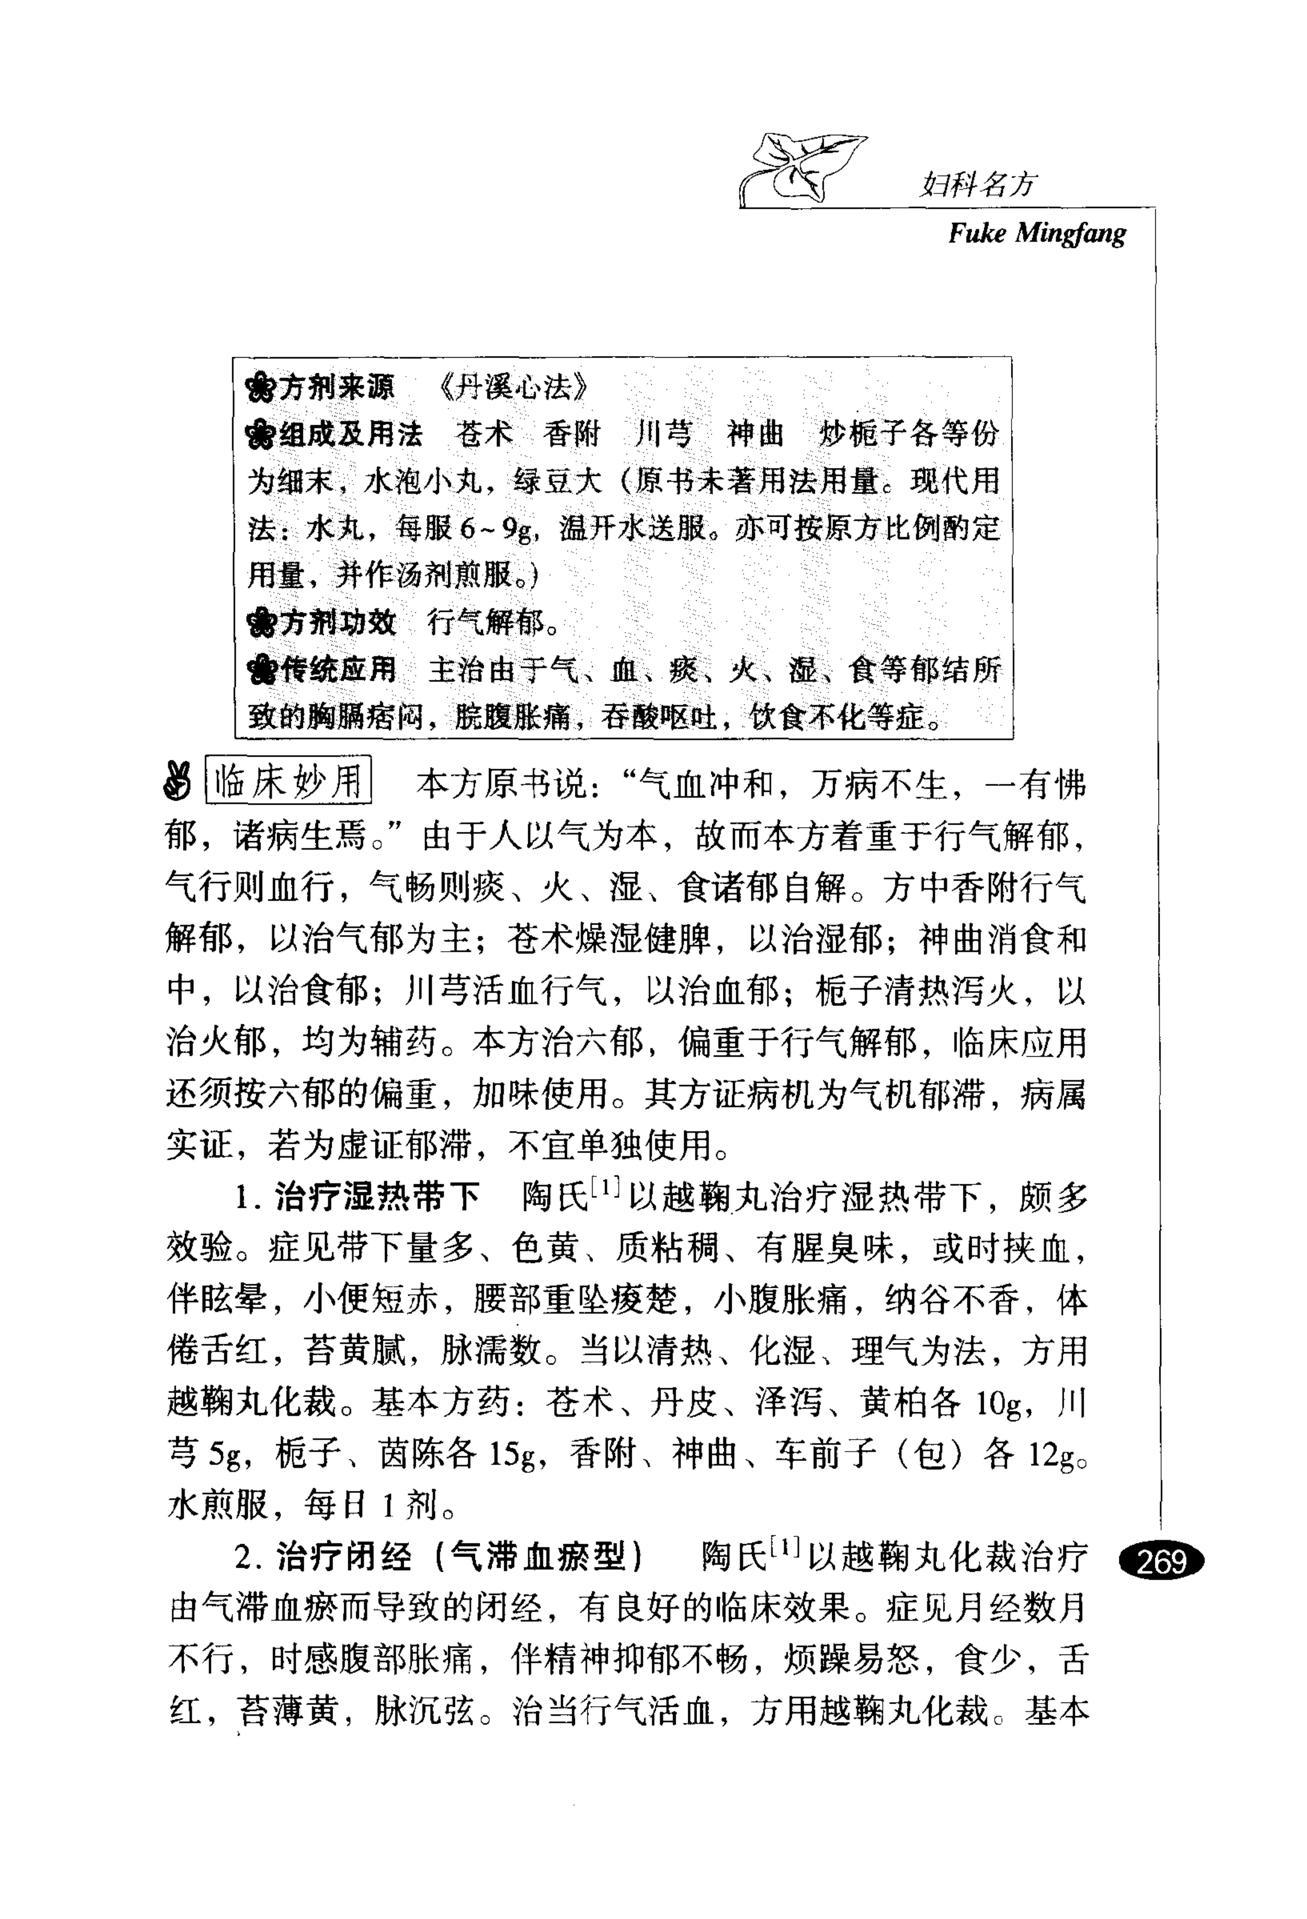 妇科名方
Fuke Mingfang
方剂来源 《丹溪心法》
组成及用法 苍术 香附 川芎 神曲 炒栀子各等份
为细末，水泡小丸，绿豆大（原书未著用法用量。现代用
法：水丸，每服6~9g，温开水送服。亦可按原方比例酌定
用量，并作汤剂煎服。）
方剂功效 行气解郁。
传统应用 主治由于气、血、痰、火、湿、食等郁结所
致的胸膈痞闷，脘腹胀痛，吞酸呕吐，饮食不化等症。
临床妙用 本方原书说：“气血冲和，万病不生，一有怫
郁，诸病生焉。”由于人以气为本，故而本方着重于行气解郁，
气行则血行，气畅则痰、火、湿、食诸郁自解。方中香附行气
解郁，以治气郁为主；苍术燥湿健脾，以治湿郁；神曲消食和
中，以治食郁；川芎活血行气，以治血郁；栀子清热泻火，以
治火郁，均为辅药。本方治六郁，偏重于行气解郁，临床应用
还须按六郁的偏重，加味使用。其方证病机为气机郁滞，病属
实证，若为虚证郁滞，不宜单独使用。
1. 治疗湿热带下 陶氏[1]以越鞠丸治疗湿热带下，颇多
效验。症见带下量多、色黄、质粘稠、有腥臭味，或时挟血，
伴眩晕，小便短赤，腰部重坠痠楚，小腹胀痛，纳谷不香，体
倦舌红，苔黄腻，脉濡数。当以清热、化湿、理气为法，方用
越鞠丸化裁。基本方药：苍术、丹皮、泽泻、黄柏各10g，川
芎5g，栀子、茵陈各15g，香附、神曲、车前子（包）各12g。
水煎服，每日1剂。
2. 治疗闭经（气滞血瘀型） 陶氏[1]以越鞠丸化裁治疗
由气滞血瘀而导致的闭经，有良好的临床效果。症见月经数月
不行，时感腹部胀痛，伴精神抑郁不畅，烦躁易怒，食少，舌
红，苔薄黄，脉沉弦。治当行气活血，方用越鞠丸化裁。基本
269